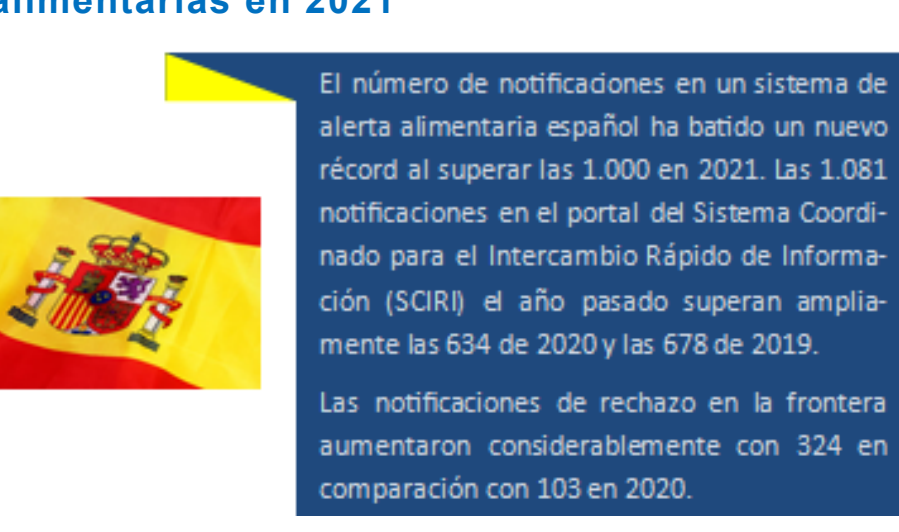 alimentarias en 2021
El número de notificaciones en un sistema de
alerta alimentaria español ha batido un nuevo
récord al superar las 1.000 en 2021. Las 1.081
notificaciones en el portal del Sistema Coordi-
nado para el Intercambio Rápido de Informa-
ción (SCIRI) el año pasado superan amplia-
mente las 634 de 2020 y las 678 de 2019.
Las notificaciones de rechazo en la frontera
aumentaron considerablemente con 324 en
comparación con 103 en 2020.